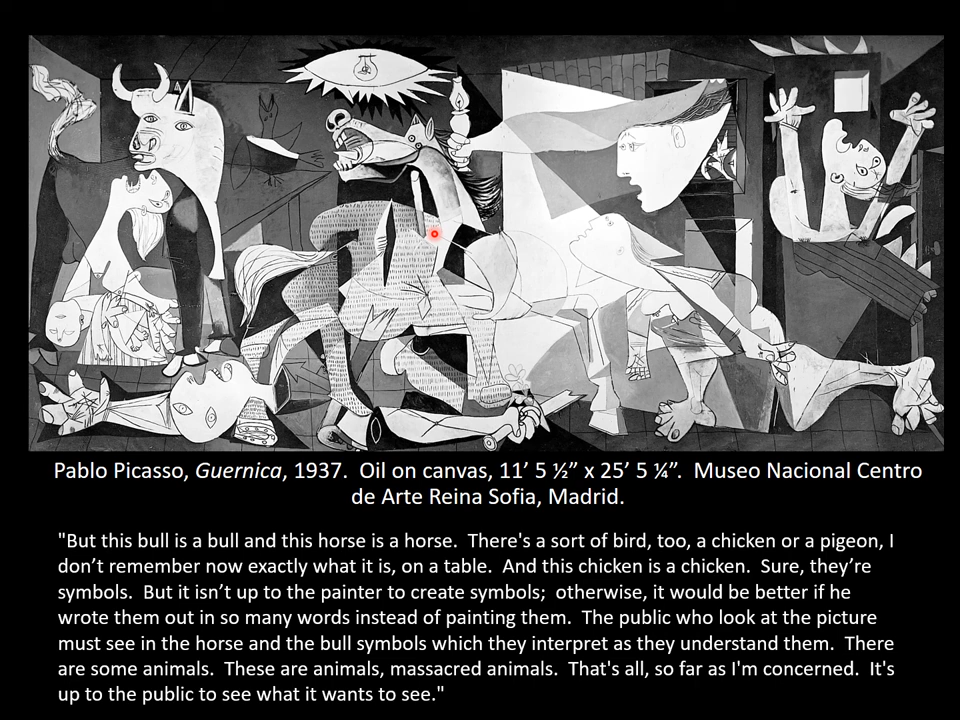 Pablo Picasso, Guernica, 1937.  Oil on canvas, 11’ 5 ½” x 25’ 5 ¼”.  Museo Nacional Centro
de Arte Reina Sofia, Madrid.
"But this bull is a bull and this horse is a horse.  There's a sort of bird, too, a chicken or a pigeon, I
don’t remember now exactly what it is, on a table.  And this chicken is a chicken.  Sure, they’re
symbols.  But it isn’t up to the painter to create symbols;  otherwise, it would be better if he
wrote them out in so many words instead of painting them.  The public who look at the picture
must see in the horse and the bull symbols which they interpret as they understand them.  There
are some animals.  These are animals, massacred animals.  That's all, so far as I'm concerned.  It's
up to the public to see what it wants to see."